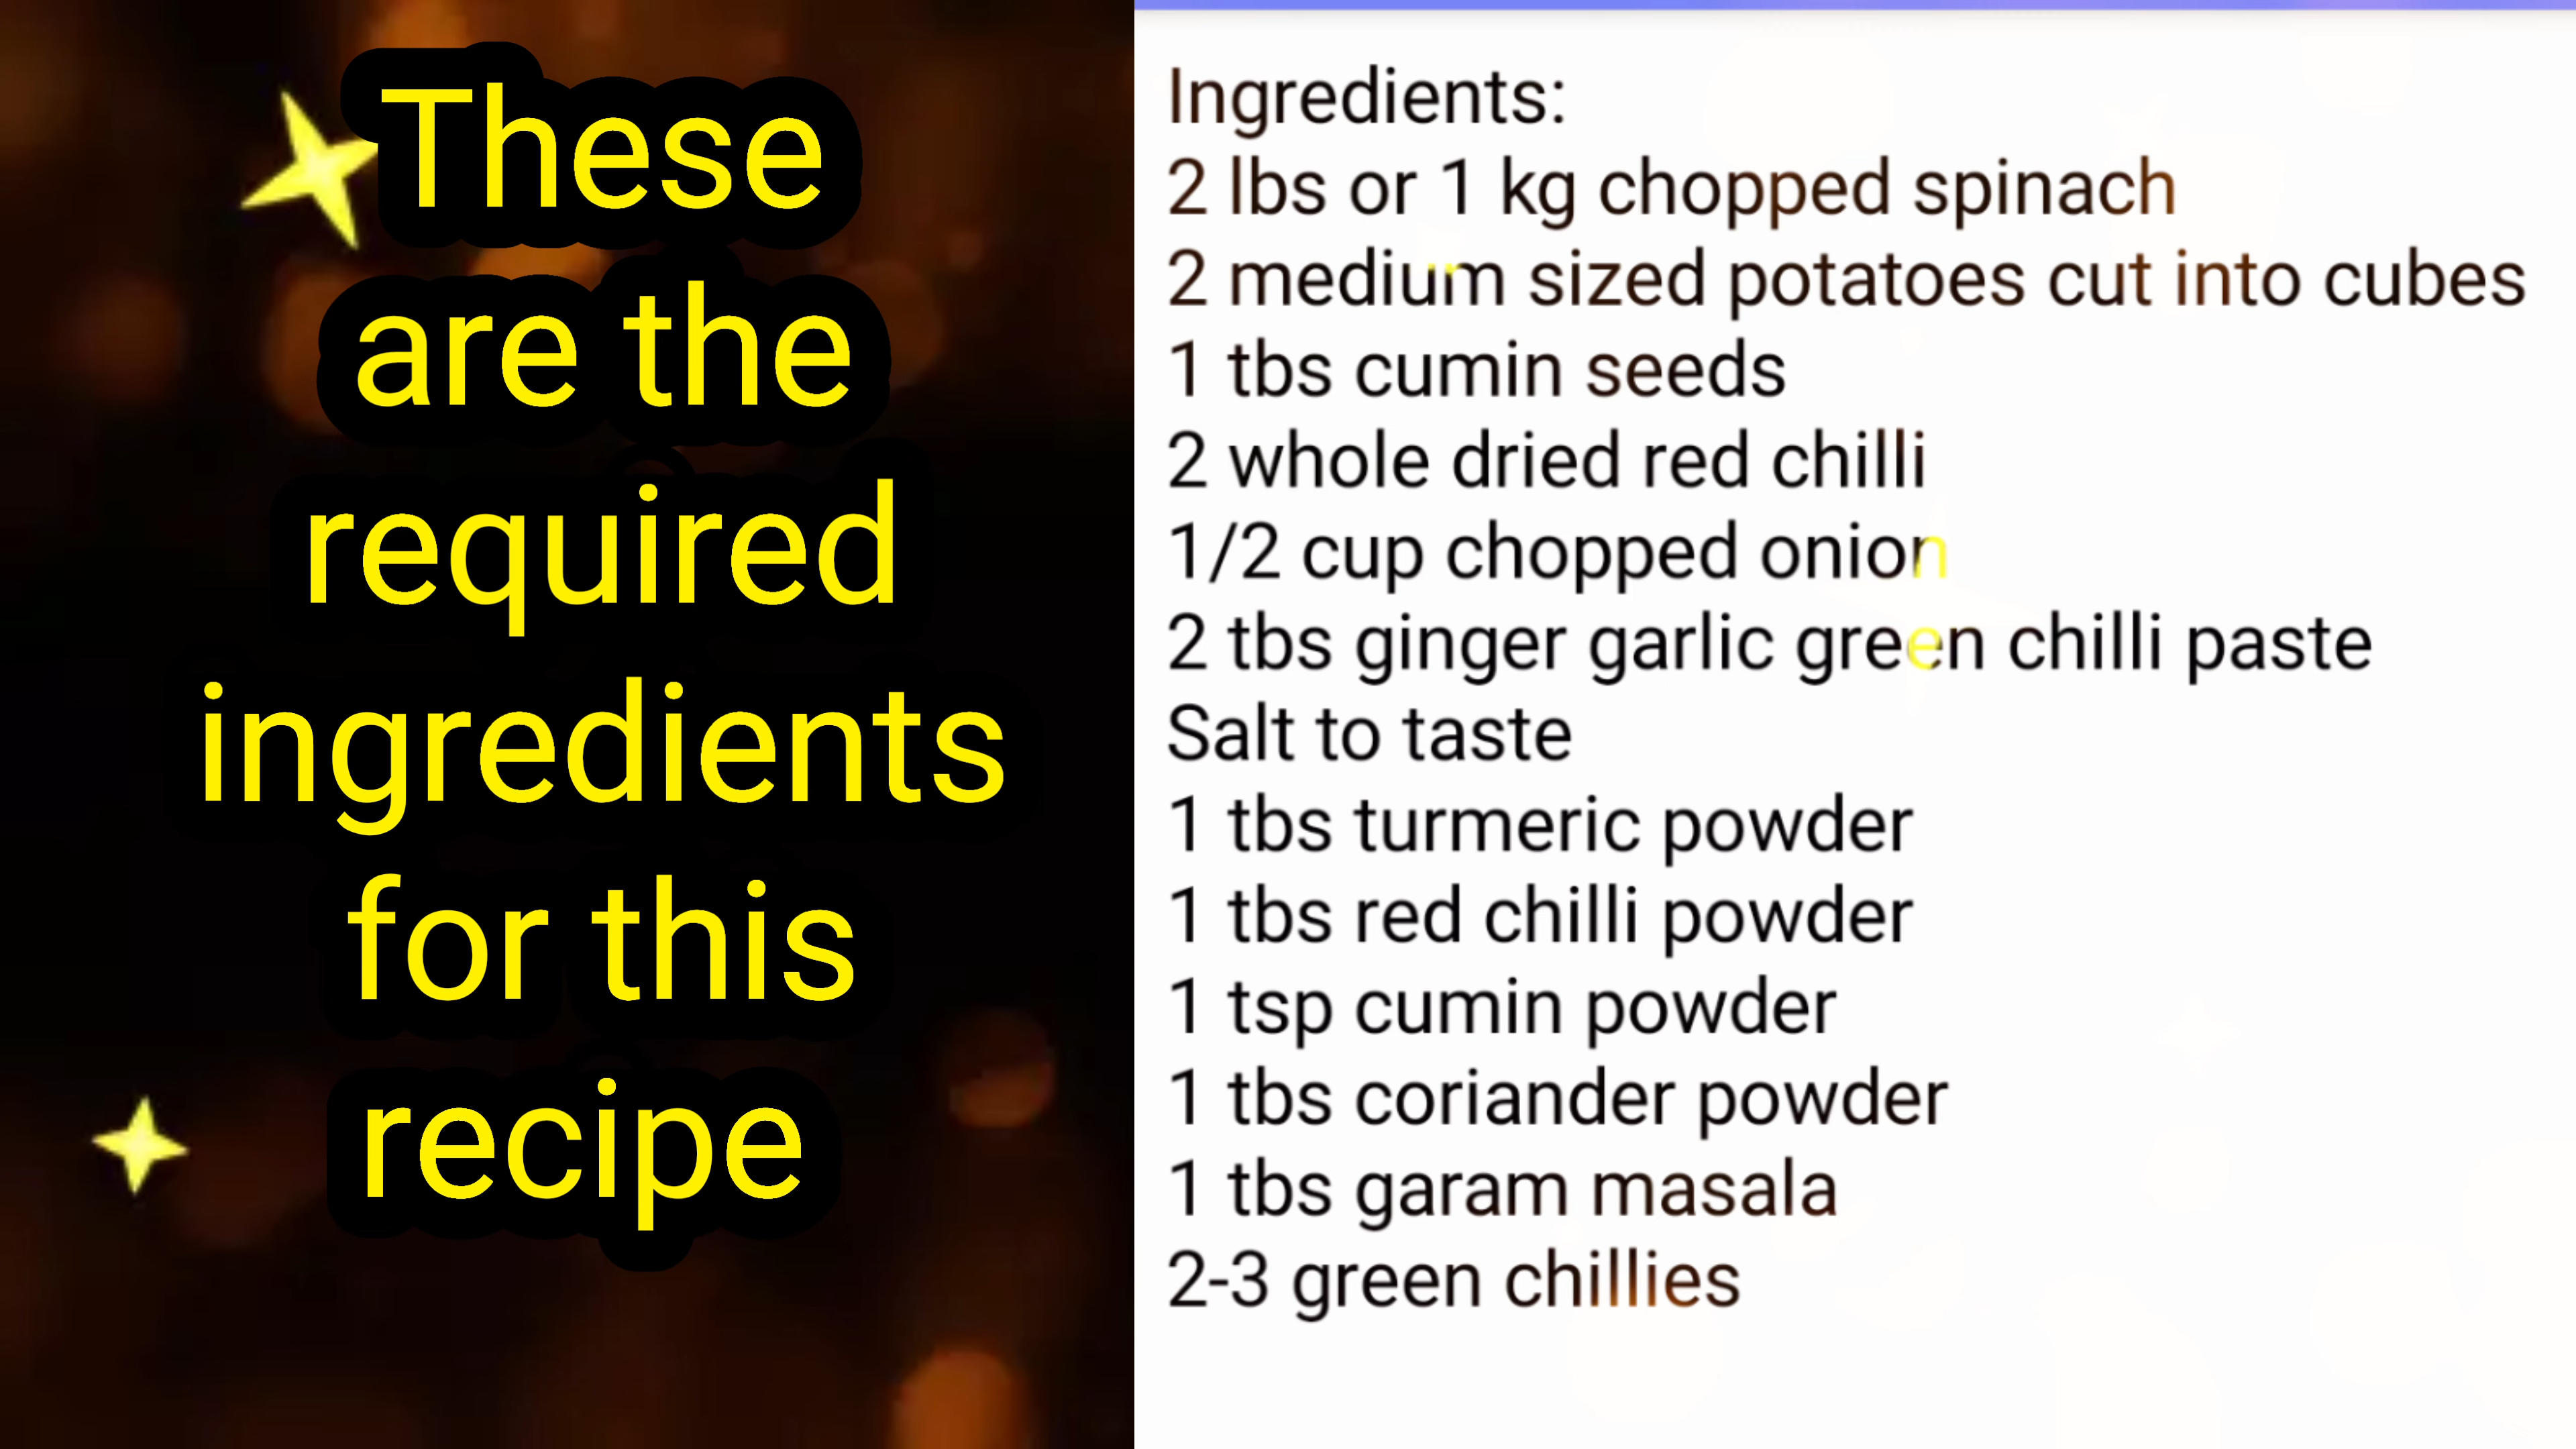 These
are the
required
ingredients
for this
recipe
Ingredients:
2 lbs or 1 kg chopped spinach
2 medium sized potatoes cut into cubes
1 tbs cumin seeds
2 whole dried red chilli
1/2 cup chopped onion
2 tbs ginger garlic green chilli paste
Salt to taste
1 tbs turmeric powder
1 tbs red chilli powder
1 tsp cumin powder
1 tbs coriander powder
1 tbs garam masala
2-3 green chillies